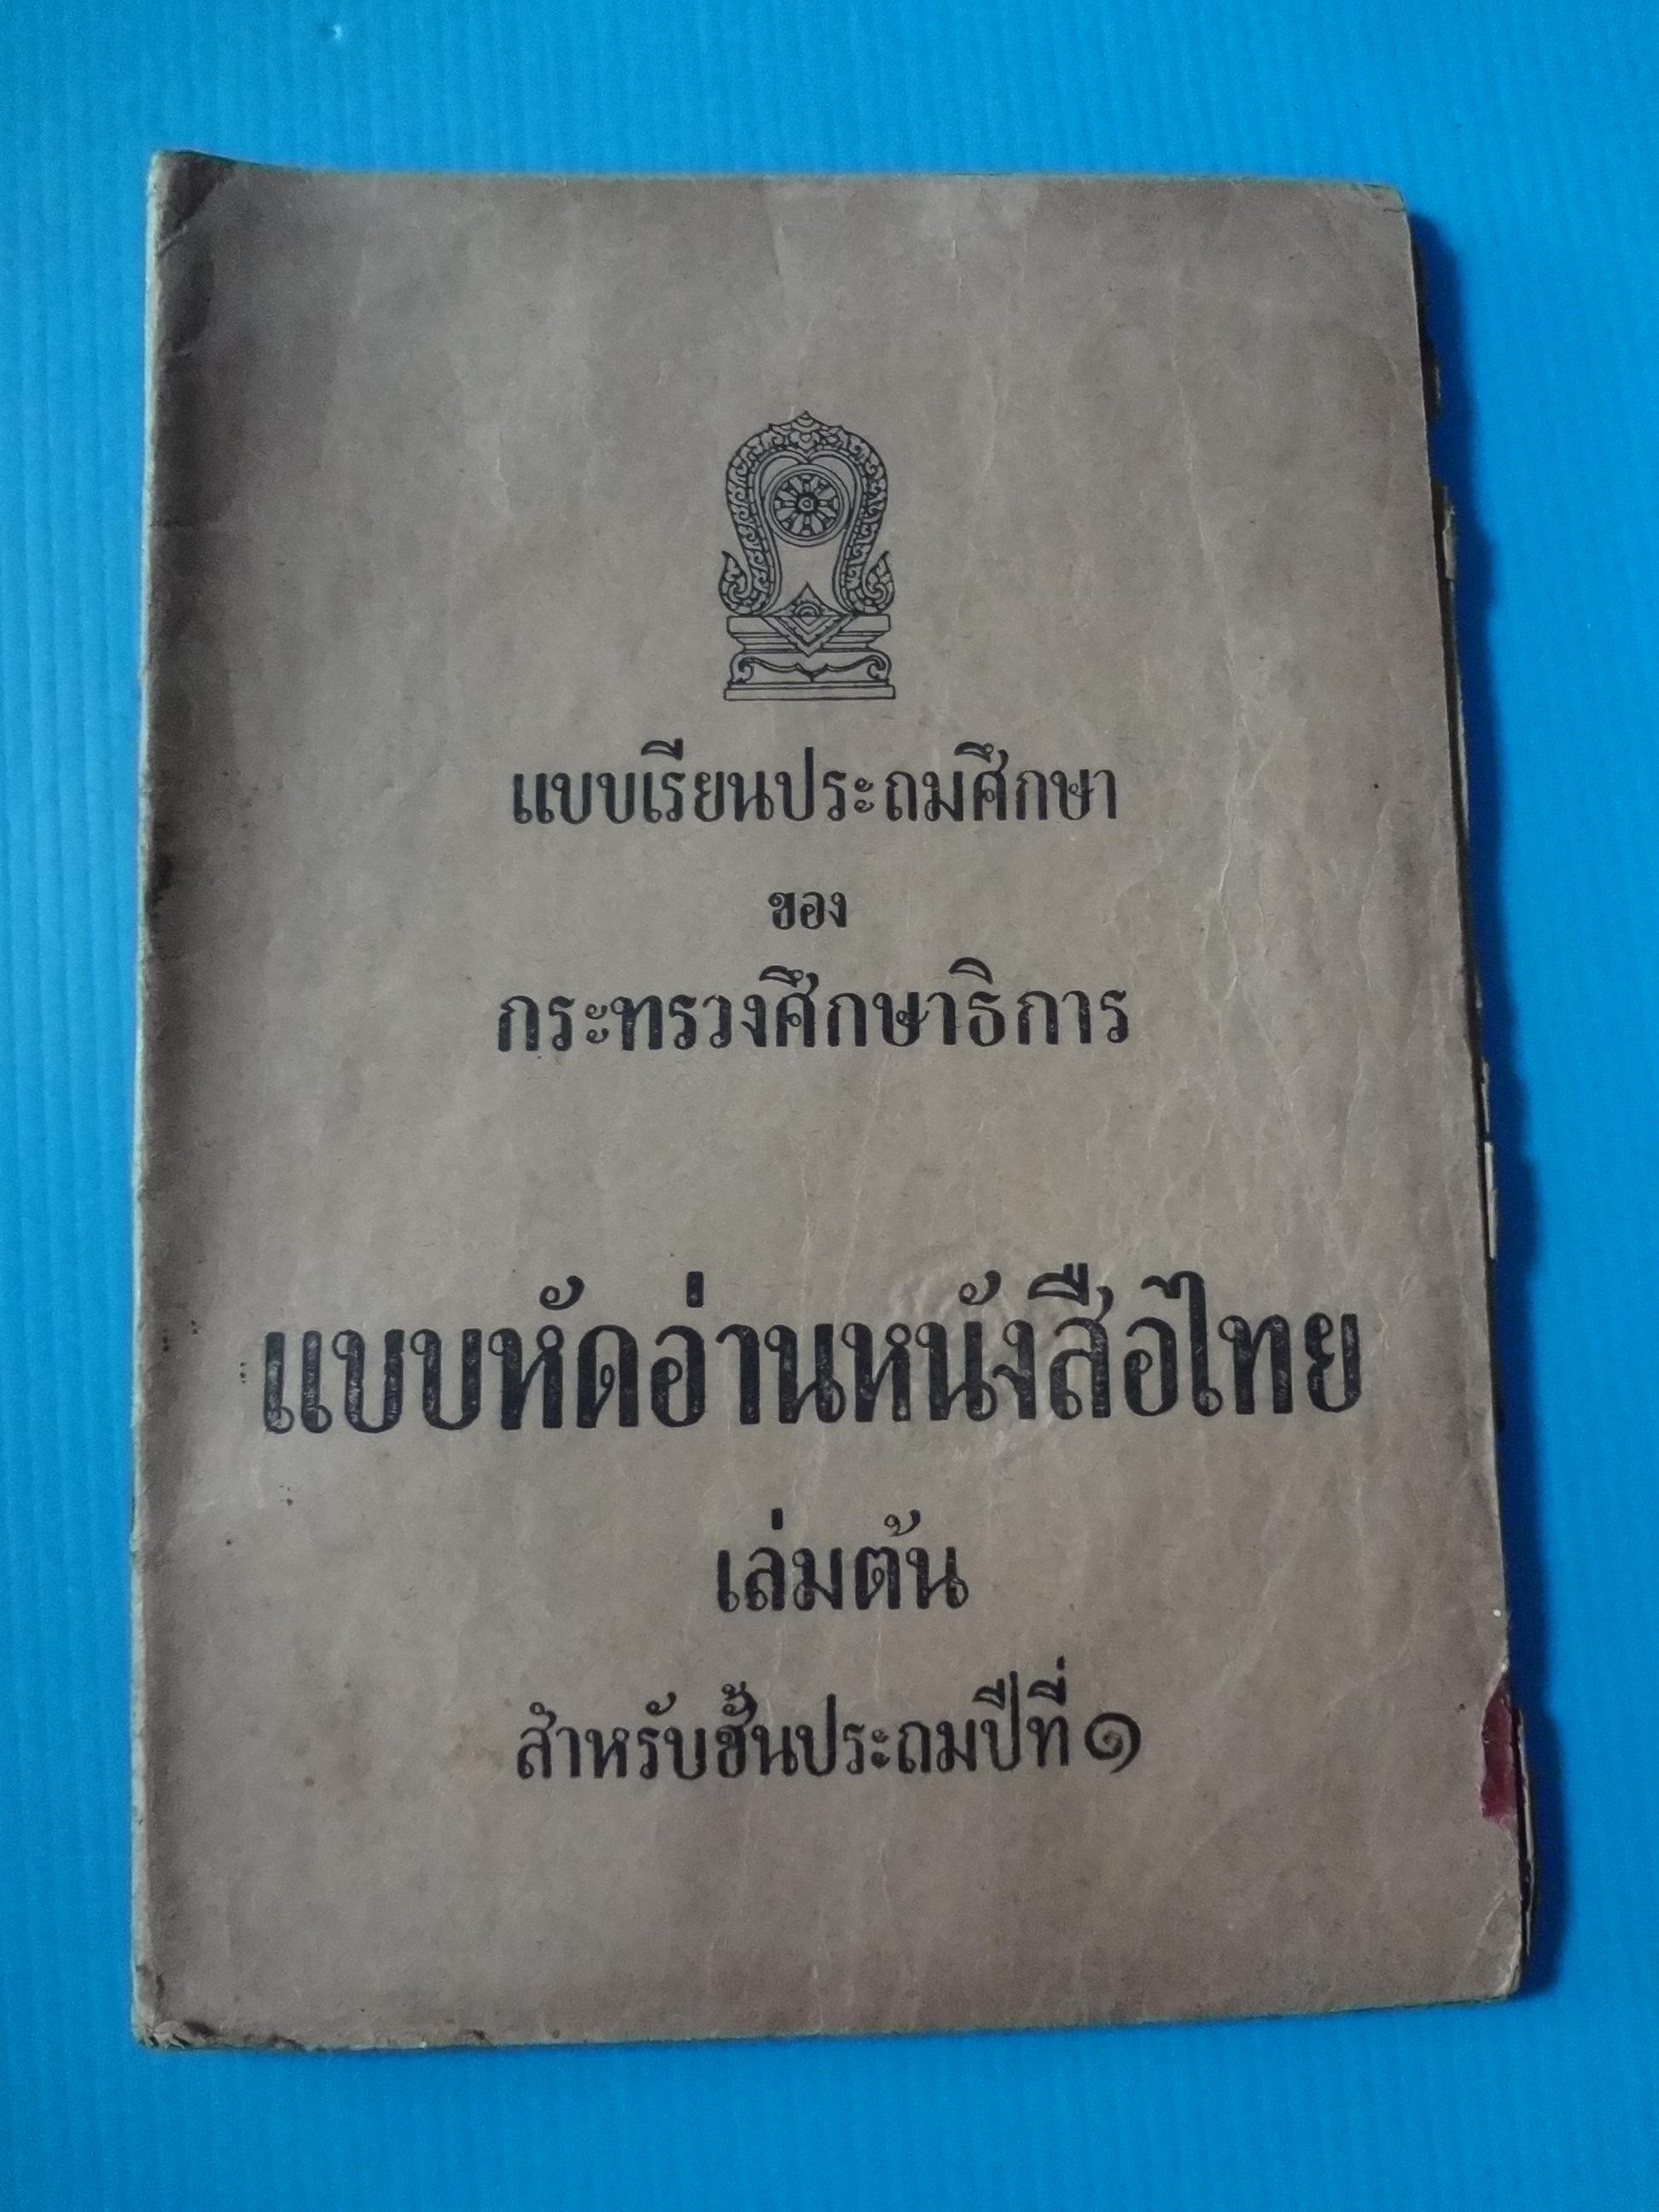 แบบเรียนประถมศึกษา
ของ
กระทรวงศึกษาธิการ
แบบหัดอ่านหนังสือไทย
เล่มต้น
สำหรับชั้นประถมปีที่ ๑